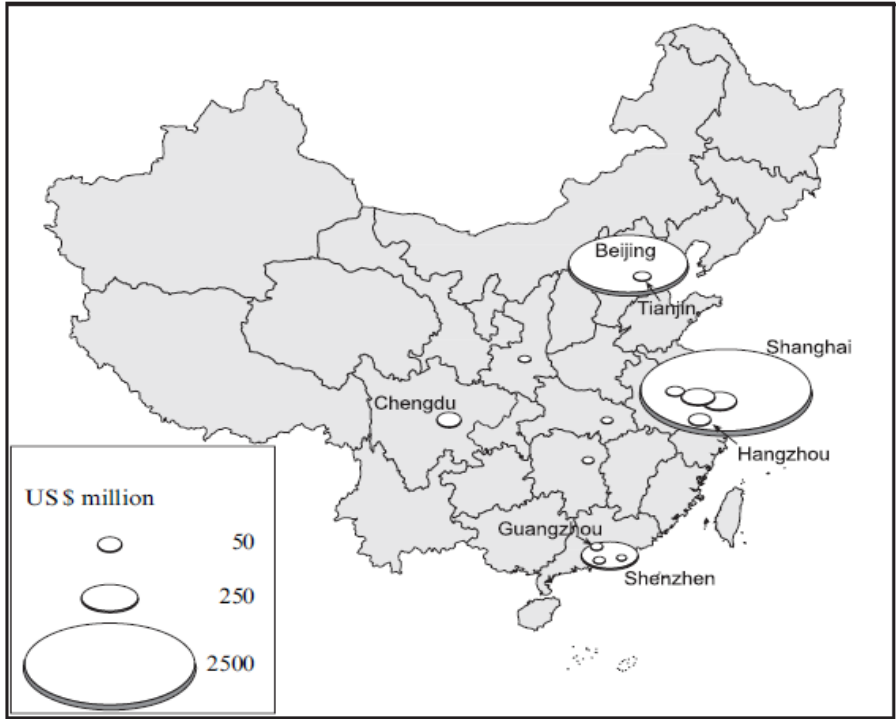 Beijing
Tianjin
Shanghai
Chengdu
Hangzhou
Guangzhou
Shenzhen
US $ million
50
250
2500